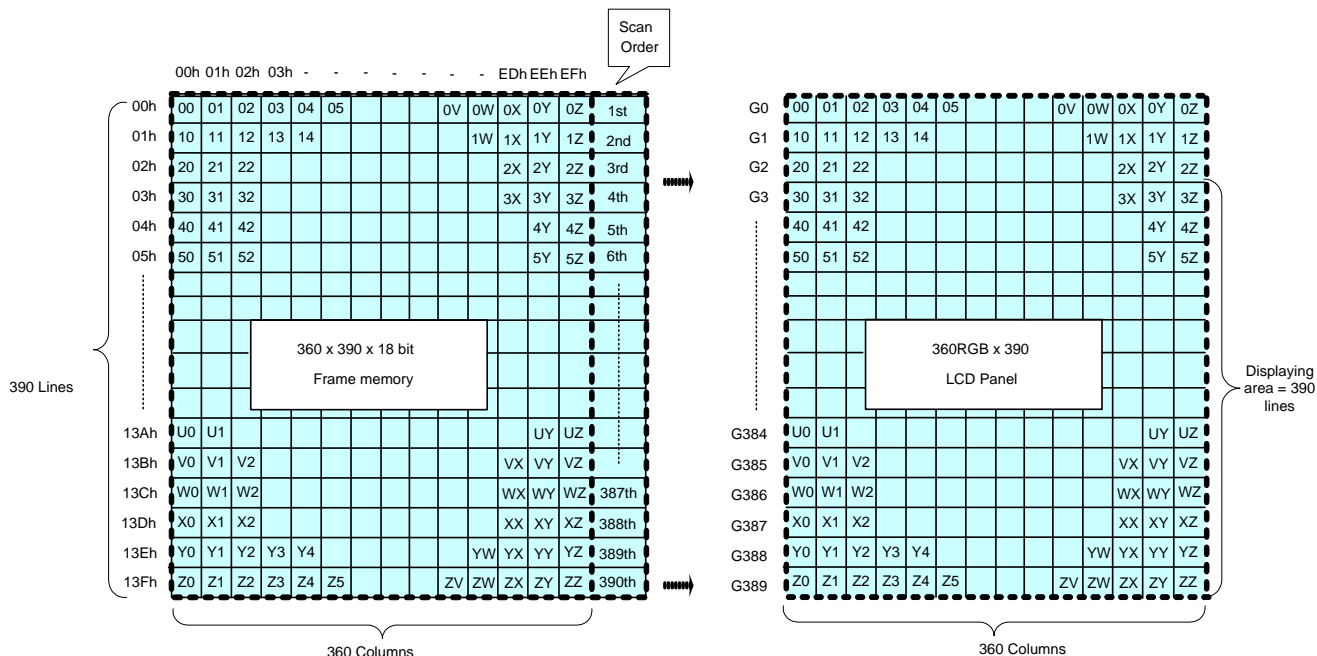 Scan
Order
00h 01h 02h 03h - - - - - - - EDh EEh EFh
00h 00 01 02 03 04 05 0V 0W 0X 0Y 0Z 1st
01h 10 11 12 13 14 1W 1X 1Y 1Z 2nd
02h 20 21 22 2X 2Y 2Z 3rd
03h 30 31 32 3X 3Y 3Z 4th
04h 40 41 42 4Y 4Z 5th
05h 50 51 52 5Y 5Z 6th
360 x 390 x 18 bit
Frame memory
390 Lines
13Ah U0 U1 UY UZ
13Bh V0 V1 V2 VX VY VZ
13Ch W0 W1 W2 WX WY WZ 387th
13Dh X0 X1 X2 XX XY XZ 388th
13Eh Y0 Y1 Y2 Y3 Y4 YW YX YY YZ 389th
13Fh Z0 Z1 Z2 Z3 Z4 Z5 ZV ZW ZX ZY ZZ 390th
360 Columns
G0 00 01 02 03 04 05 0V 0W 0X 0Y 0Z
G1 10 11 12 13 14 1W 1X 1Y 1Z
G2 20 21 22 2X 2Y 2Z
G3 30 31 32 3X 3Y 3Z
40 41 42 4Y 4Z
50 51 52 5Y 5Z
360RGB x 390
LCD Panel
Displaying
area = 390
lines
G384 U0 U1 UY UZ
G385 V0 V1 V2 VX VY VZ
G386 W0 W1 W2 WX WY WZ
G387 X0 X1 X2 XX XY XZ
G388 Y0 Y1 Y2 Y3 Y4 YW YX YY YZ
G389 Z0 Z1 Z2 Z3 Z4 Z5 ZV ZW ZX ZY ZZ
360 Columns